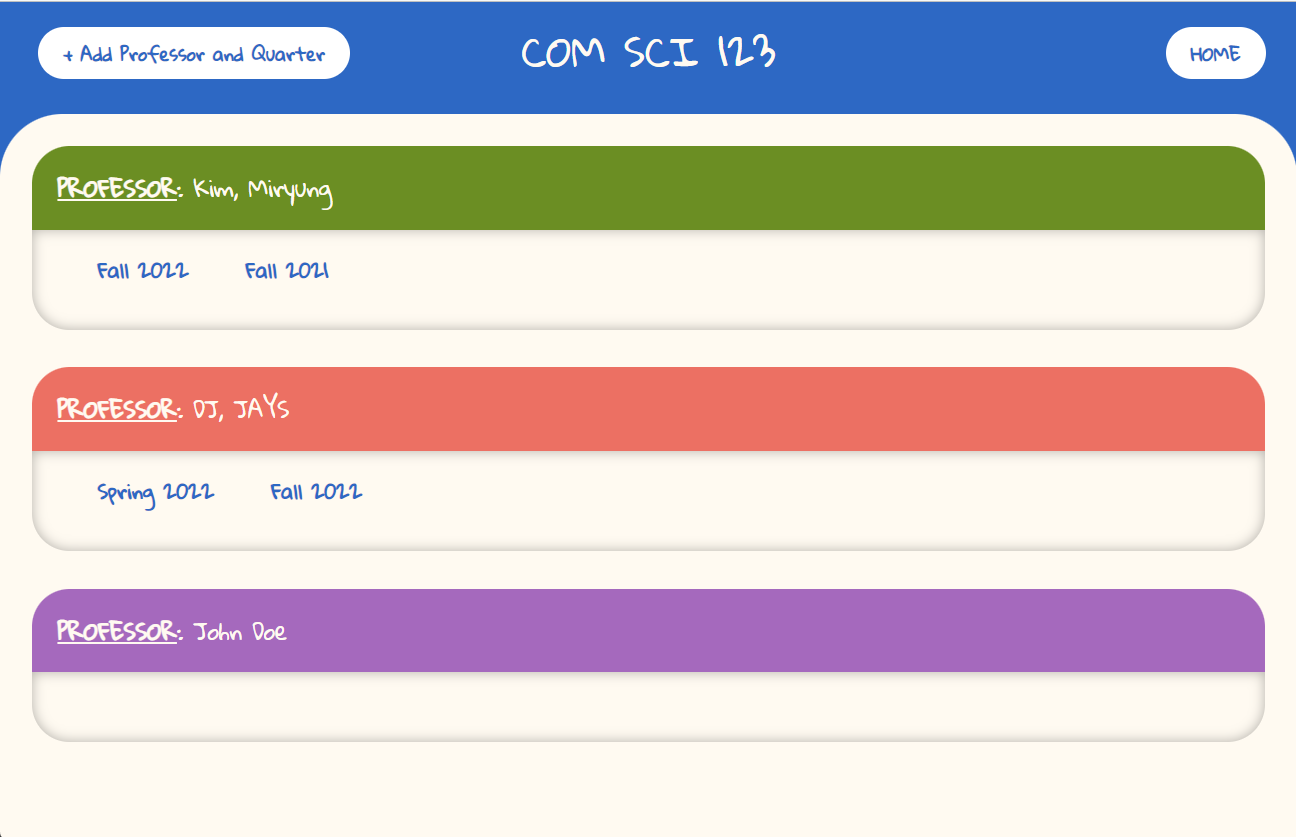 + Add Professor and Quarter
COM SCI 123
HOME
PROFESSOR: Kim, Miryung
Fall 2022 Fall 2021
PROFESSOR: DJ, JAYs
Spring 2022 Fall 2022
PROFESSOR: John Doe